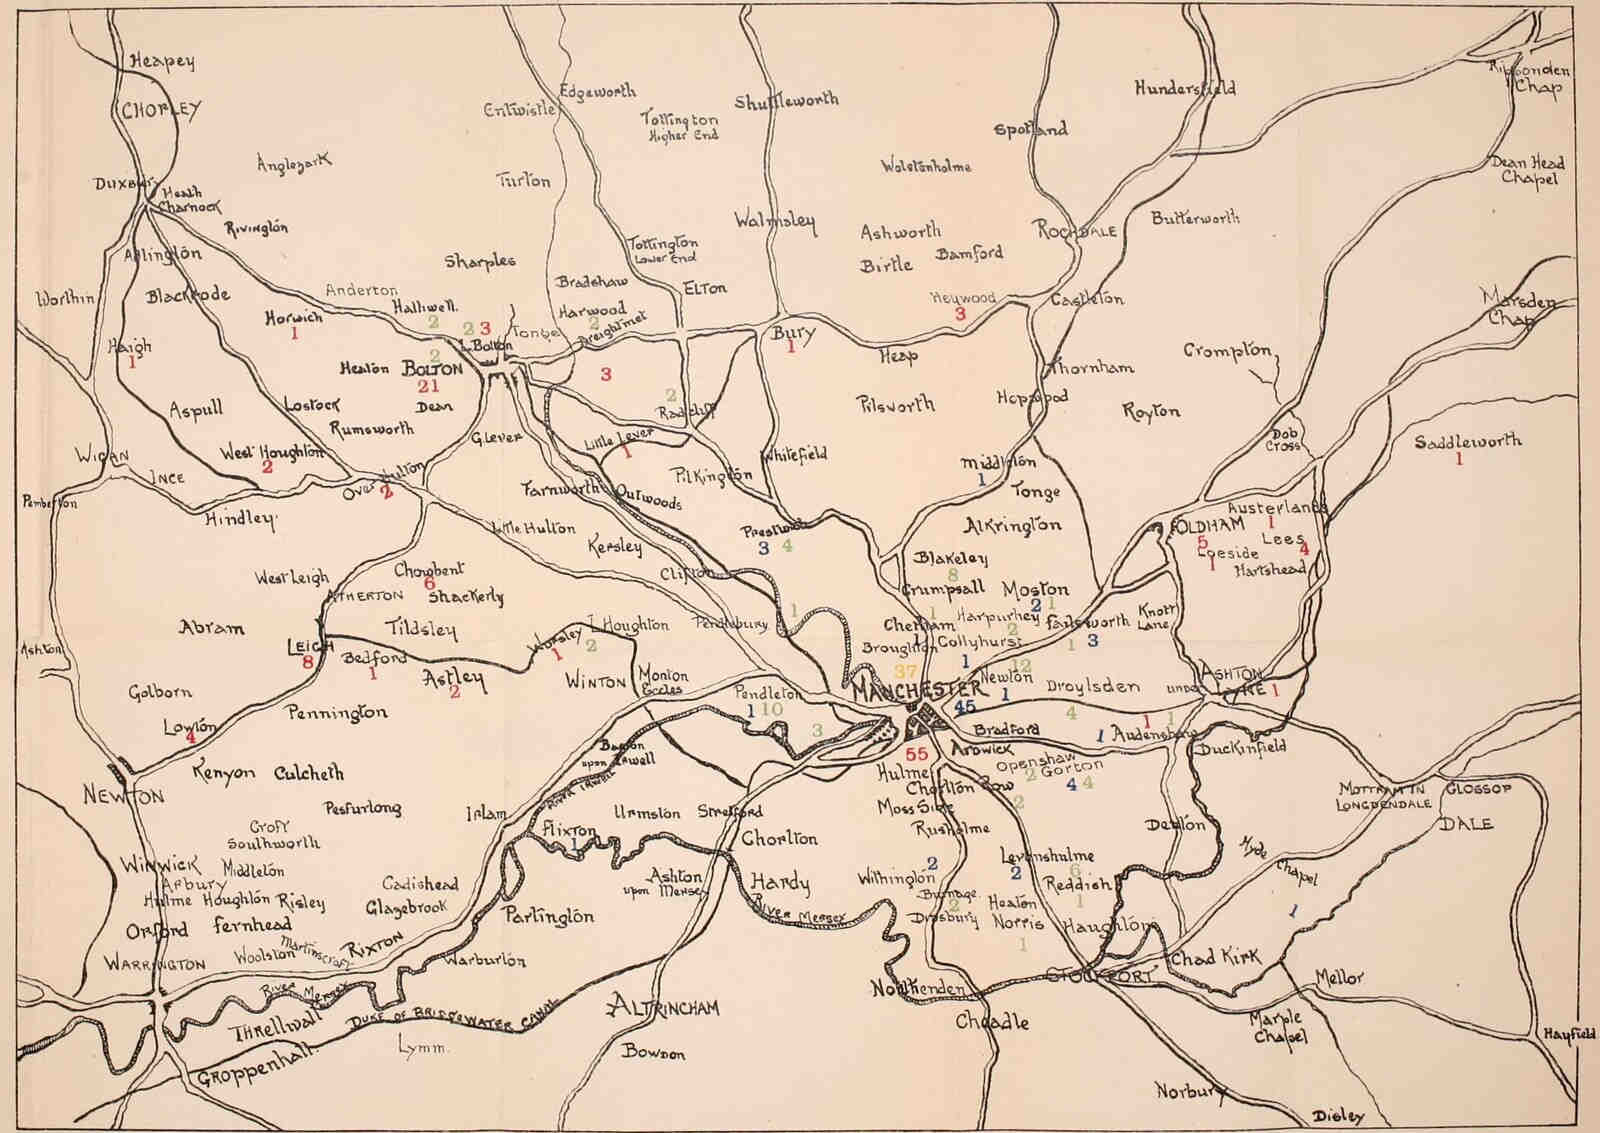 Heapey
CHORLEY
Edgeworth
Entwistle
Tottington
Higher End
Shuttleworth
Hundersfield
Ripponden
Chap
Spotland
Anglezark
Turton
Wolstenholme
Dean Head
Chapel
Duxbury
Heath
Charnock
Rivington
Walmsley
Ashworth
ROCHDALE
Butterworth
Adlington
Sharples
Tottington
Lower End
Birtle
Bamford
Worthin
Blackrode
Anderton
Halliwell
2
Bradshaw
ELTON
Heywood
3
Castleton
Marsden
Chap
Horwich
1
2
3
L. Bolton
Tonge
Harwood
2
Breightmet
Bury
1
Haigh
1
Heaton
2
BOLTON
21
3
Heap
Thornham
Crompton
Aspull
Lostock
Dean
2
Radcliff
Pilsworth
Hopwood
Royton
Rumsworth
G. Lever
Little Lever
1
Whitefield
Dob
Cross
Saddleworth
1
WIGAN
INCE
West Houghton
2
Over Hulton
2
Farnworth
Outwoods
Pilkington
Middleton
1
Tonge
Pemberton
Hindley
Little Hulton
Prestwich
3
4
Alkrington
OLDHAM
5
Austerlands
1
Kersley
Blakeley
8
Lees
4
Loeside
1
Hartshead
West Leigh
Chowbent
6
Clifton
Crumpsall
1
Moston
2
1
ATHERTON
Shackerly
1
Harpurhey
2
Failsworth
1
3
Knott
Lane
Abram
Tildsley
Worsley
1
L. Houghton
2
Pendlebury
Chetham
Collyhurst
1
12
Broughton
37
Ashton
LEIGH
8
Bedford
1
Astley
2
WINTON
Monton
Eccles
MANCHESTER
45
55
Newton
1
Droylsden
4
ASHTON
UNDER
LYNE
1
Golborn
Pennington
Pendleton
1
10
3
Lowton
4
Bradford
1
1
1
Audenshaw
Duckinfield
Kenyon
Culcheth
Barton
upon Irwell
Ardwick
Openshaw
2
Gorton
4
4
NEWTON
Pesfurlong
Irlam
RIVER IRWELL
Urmston
Stretford
Hulme
Chorlton Row
2
MOTTRAM IN
LONGDENDALE
GLOSSOP
DALE
Croft
Southworth
Flixton
1
Moss Side
Rusholme
Denton
WINWICK
Middleton
Chorlton
Levenshulme
2
6
Hyde
Chapel
1
Arbury
Hulme
Houghton
Risley
Cadishead
Glazebrook
Ashton
upon Mersey
Hardy
2
Withington
Burnage
2
Reddish
1
Orford
Fernhead
Partington
RIVER MERSEY
Didsbury
Heaton
Norris
1
Haughton
WARRINGTON
Woolston
Martinscroft
RIXTON
Warburton
STOCKPORT
Chad Kirk
Mellor
River Mersey
Northenden
Threllwall
DUKE OF BRIDGEWATER CANAL
ALTRINCHAM
Cheadle
Marple
Chapel
Hayfield
Groppenhall
Lymm.
Bowdon
Norbury
Disley